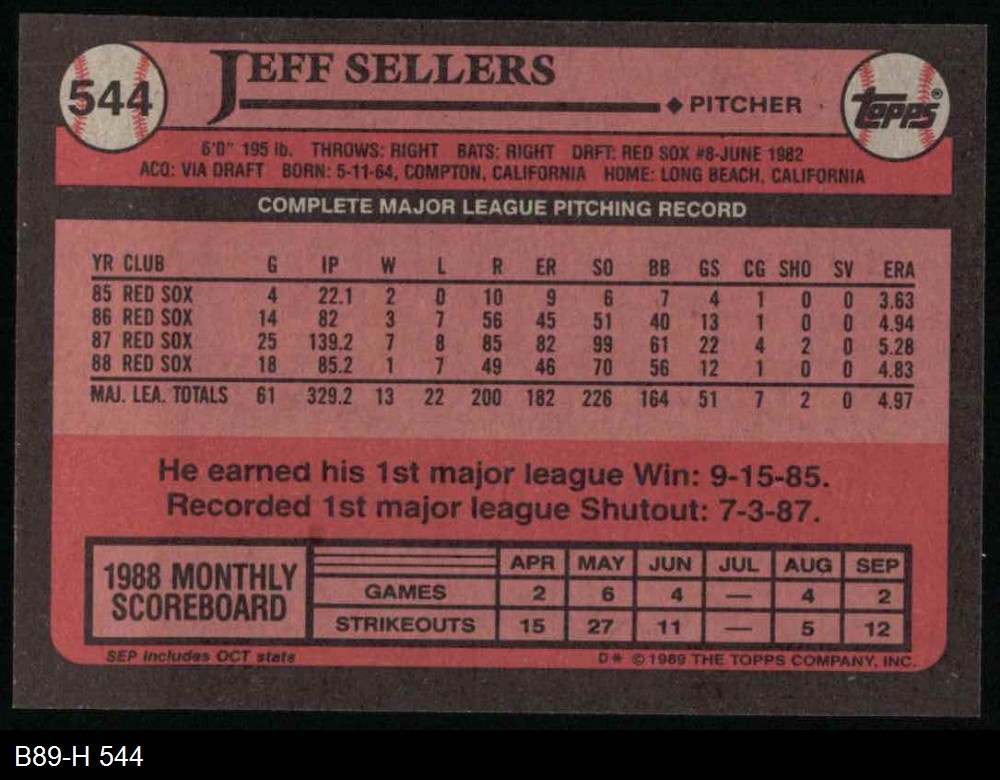 544
JEFF SELLERS
PITCHER
TOPPS®
6'0" 195 lb. THROWS: RIGHT BATS: RIGHT DRFT: RED SOX #8-JUNE 1982
ACQ: VIA DRAFT BORN: 5-11-64, COMPTON, CALIFORNIA HOME: LONG BEACH, CALIFORNIA
COMPLETE MAJOR LEAGUE PITCHING RECORD
YR CLUB G IP W L R ER SO BB GS CG SHO SV ERA
85 RED SOX 4 22.1 2 0 10 9 6 7 4 1 0 0 3.63
86 RED SOX 14 82 3 7 56 45 51 40 13 1 0 0 4.94
87 RED SOX 25 139.2 7 8 85 82 99 61 22 4 2 0 5.28
88 RED SOX 18 85.2 1 7 49 46 70 56 12 1 0 0 4.83
MAJ. LEA. TOTALS 61 329.2 13 22 200 182 226 164 51 7 2 0 4.97
He earned his 1st major league Win: 9-15-85.
Recorded 1st major league Shutout: 7-3-87.
1988 MONTHLY
SCOREBOARD
APR MAY JUN JUL AUG SEP
GAMES 2 6 4 — 4 2
STRIKEOUTS 15 27 11 — 5 12
SEP includes OCT stats
D* © 1989 THE TOPPS COMPANY, INC.
B89-H 544